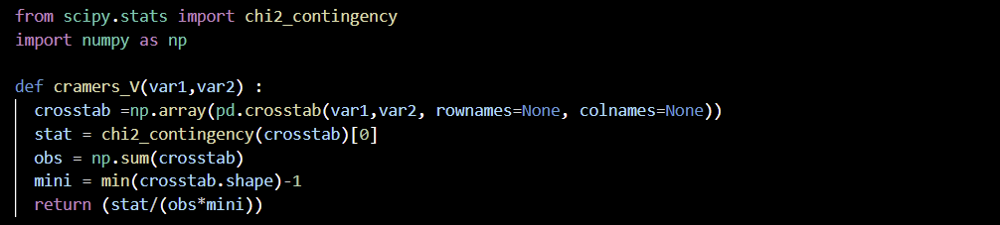 from scipy.stats import chi2_contingency
import numpy as np
def cramers_V(var1,var2) :
crosstab =np.array(pd.crosstab(var1,var2, rownames=None, colnames=None))
stat = chi2_contingency(crosstab)[0]
obs = np.sum(crosstab)
mini = min(crosstab.shape)-1
return (stat/(obs*mini))